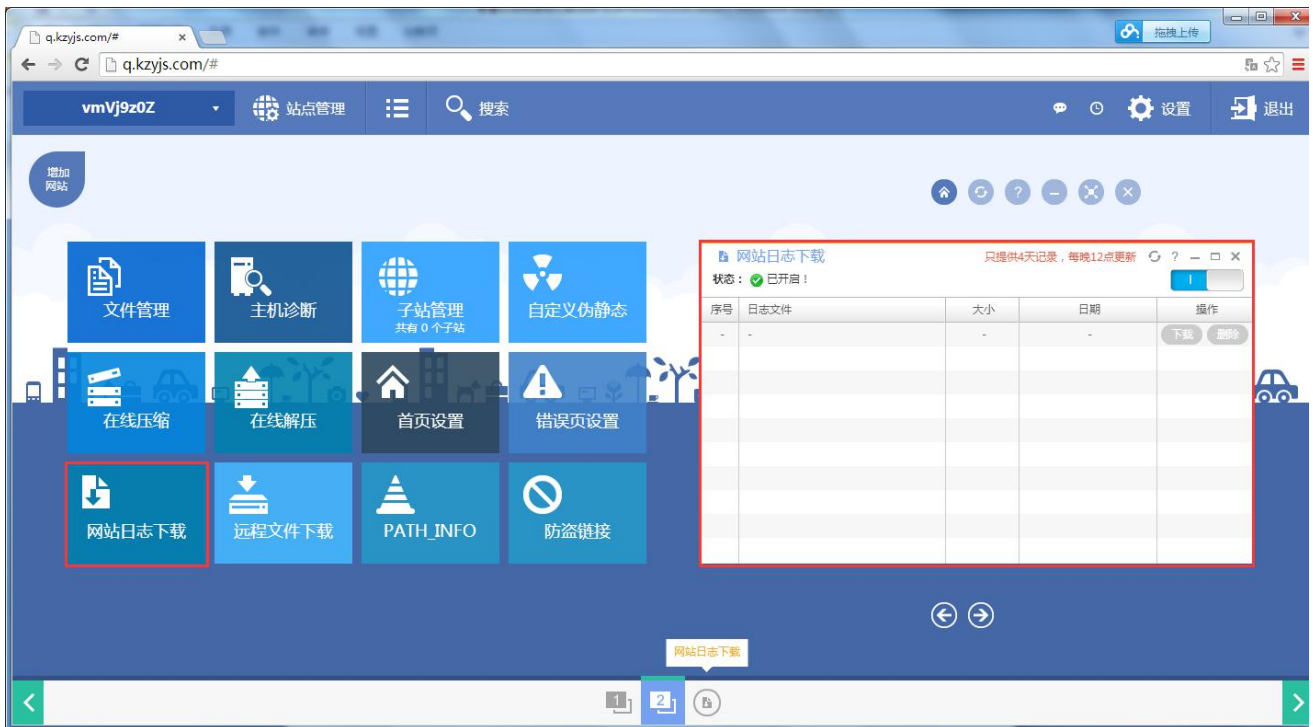 q.kzyjs.com/#
拖拽上传
q.kzyjs.com/#
vmVj9z0Z
站点管理
搜索
设置
退出
增加
网站
文件管理
主机诊断
子站管理
共有 0 个子站
自定义伪静态
在线压缩
在线解压
首页设置
错误页设置
网站日志下载
远程文件下载
PATH_INFO
防盗链接
网站日志下载
只提供4天记录，每晚12点更新
状态： 已开启！
序号 日志文件 大小 日期 操作
- - - - 下载 删除
网站日志下载
1 2